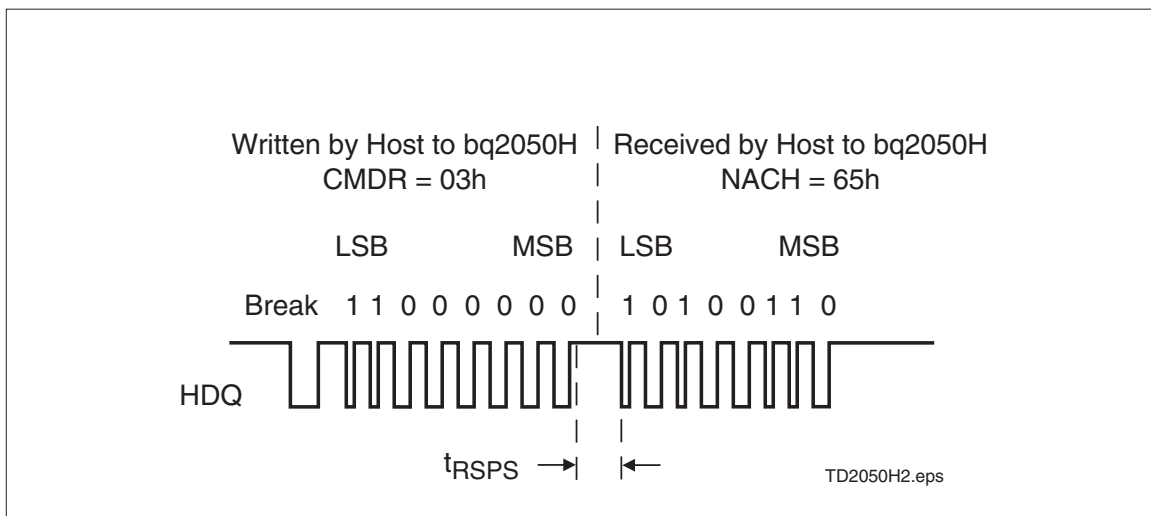 Written by Host to bq2050H
CMDR = 03h
Received by Host to bq2050H
NACH = 65h
LSB MSB LSB MSB
Break 1 1 0 0 0 0 0 0 1 0 1 0 0 1 1 0
HDQ
tRSPS
TD2050H2.eps